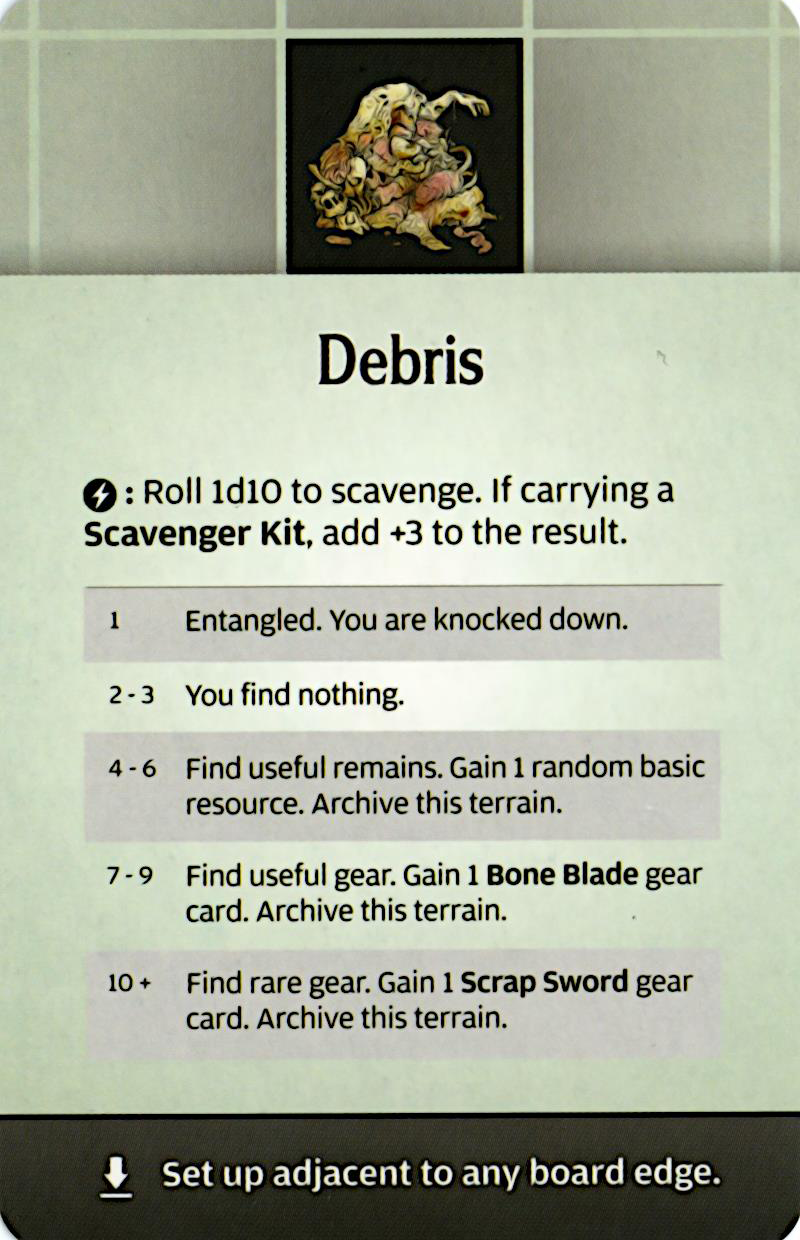 Debris
: Roll 1d10 to scavenge. If carrying a
Scavenger Kit, add +3 to the result.
1 Entangled. You are knocked down.
2 - 3 You find nothing.
4 - 6 Find useful remains. Gain 1 random basic
resource. Archive this terrain.
7 - 9 Find useful gear. Gain 1 Bone Blade gear
card. Archive this terrain.
10 + Find rare gear. Gain 1 Scrap Sword gear
card. Archive this terrain.
Set up adjacent to any board edge.